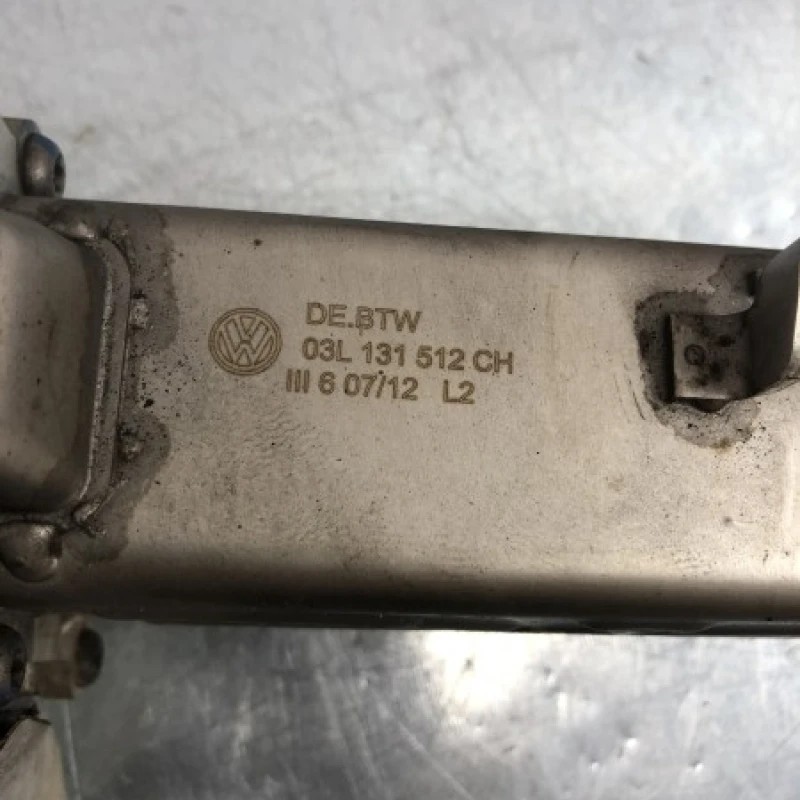 DE.BTW
03L 131 512 CH
III 6 07/12 L2